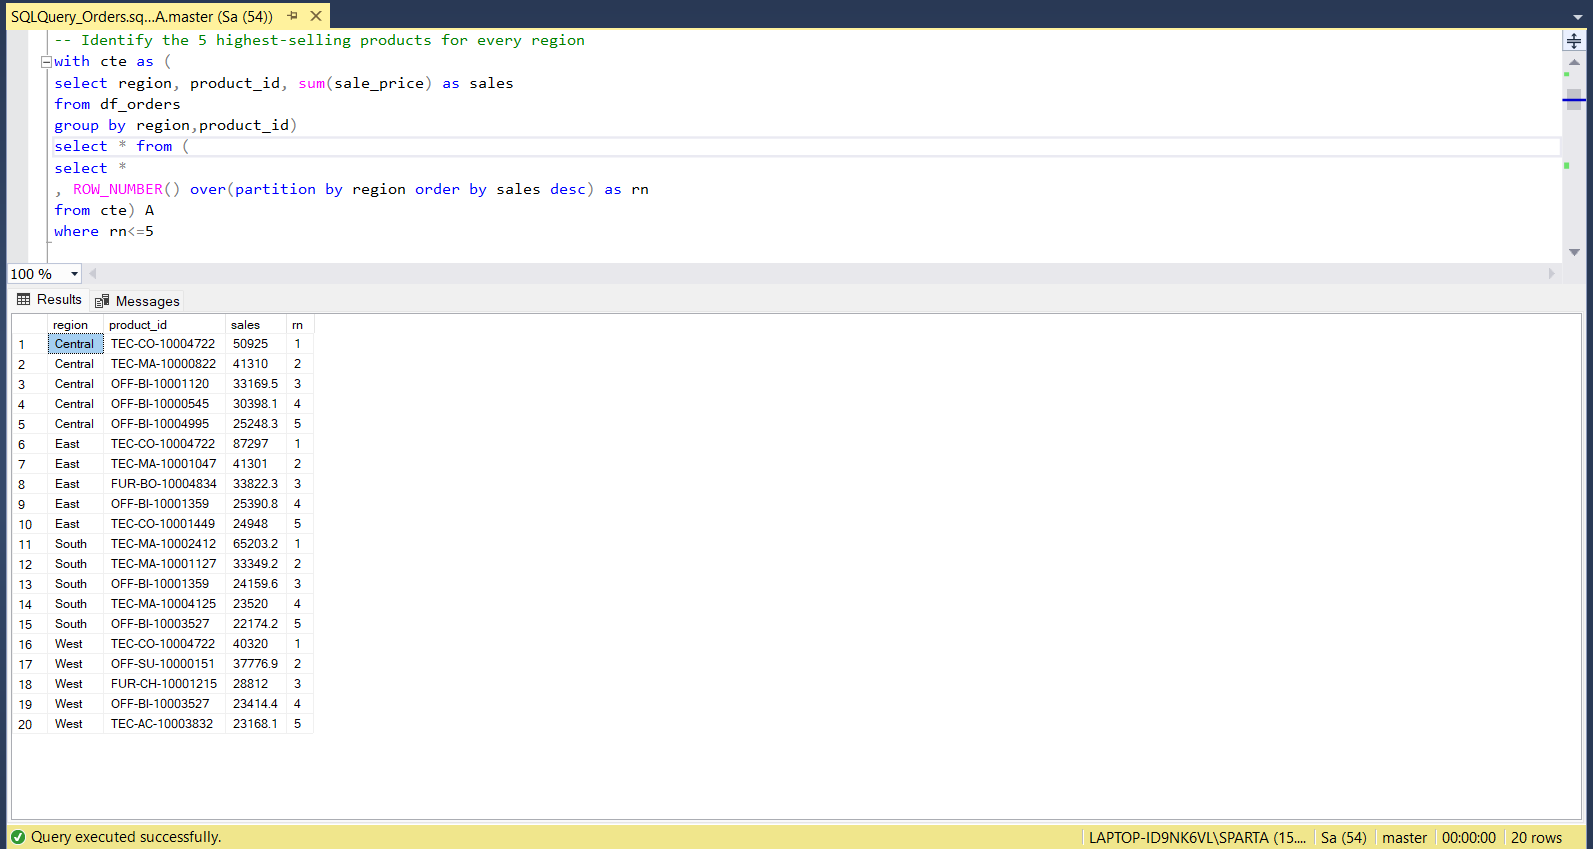 SQLQuery_Orders.sq...A.master (Sa (54))
-- Identify the 5 highest-selling products for every region
with cte as (
select region, product_id, sum(sale_price) as sales
from df_orders
group by region,product_id)
select * from (
select *
, ROW_NUMBER() over(partition by region order by sales desc) as rn
from cte) A
where rn<=5
100 %
Results Messages
region product_id sales rn
1 Central TEC-CO-10004722 50925 1
2 Central TEC-MA-10000822 41310 2
3 Central OFF-BI-10001120 33169.5 3
4 Central OFF-BI-10000545 30398.1 4
5 Central OFF-BI-10004995 25248.3 5
6 East TEC-CO-10004722 87297 1
7 East TEC-MA-10001047 41301 2
8 East FUR-BO-10004834 33822.3 3
9 East OFF-BI-10001359 25390.8 4
10 East TEC-CO-10001449 24948 5
11 South TEC-MA-10002412 65203.2 1
12 South TEC-MA-10001127 33349.2 2
13 South OFF-BI-10001359 24159.6 3
14 South TEC-MA-10004125 23520 4
15 South OFF-BI-10003527 22174.2 5
16 West TEC-CO-10004722 40320 1
17 West OFF-SU-10000151 37776.9 2
18 West FUR-CH-10001215 28812 3
19 West OFF-BI-10003527 23414.4 4
20 West TEC-AC-10003832 23168.1 5
Query executed successfully. LAPTOP-ID9NK6VL\SPARTA (15.... Sa (54) master 00:00:00 20 rows